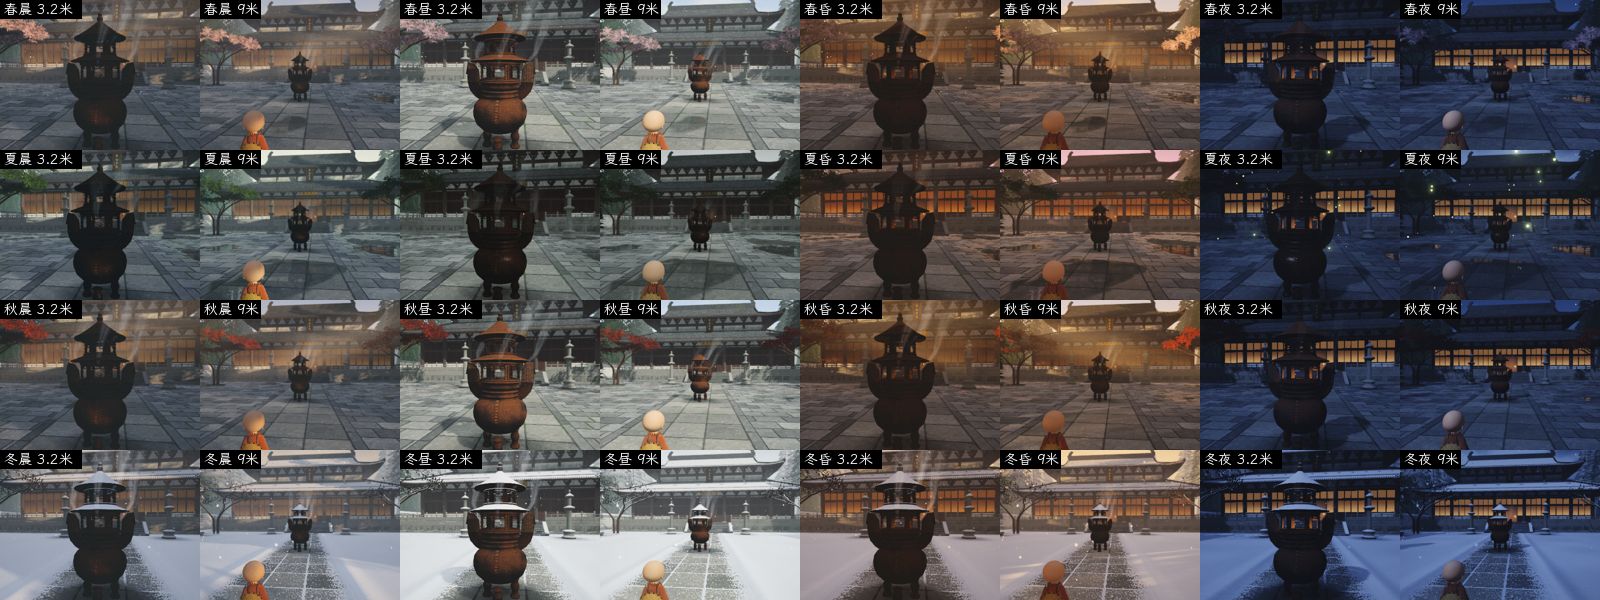 春晨 3.2米
春晨 9米
春昼 3.2米
春昼 9米
春昏 3.2米
春昏 9米
春夜 3.2米
春夜 9米
夏晨 3.2米
夏晨 9米
夏昼 3.2米
夏昼 9米
夏昏 3.2米
夏昏 9米
夏夜 3.2米
夏夜 9米
秋晨 3.2米
秋晨 9米
秋昼 3.2米
秋昼 9米
秋昏 3.2米
秋昏 9米
秋夜 3.2米
秋夜 9米
冬晨 3.2米
冬晨 9米
冬昼 3.2米
冬昼 9米
冬昏 3.2米
冬昏 9米
冬夜 3.2米
冬夜 9米